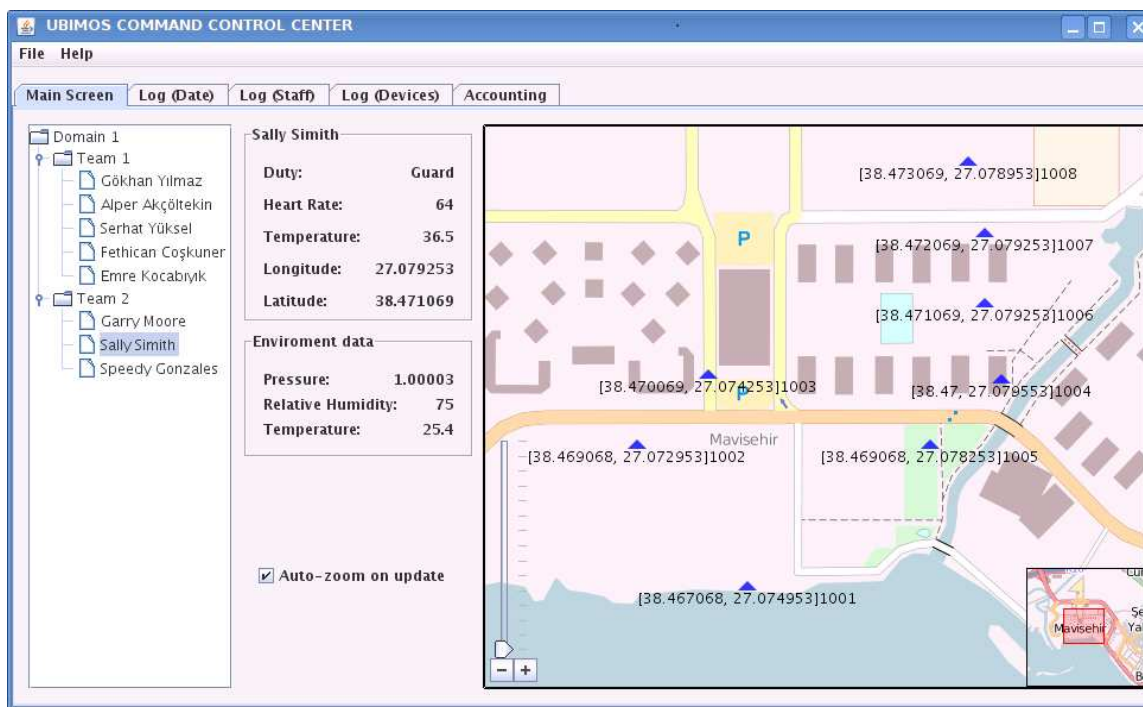 UBIMOS COMMAND CONTROL CENTER
File Help
Main Screen Log (Date) Log (Staff) Log (Devices) Accounting
Domain 1
Team 1
Gökhan Yılmaz
Alper Akçöltekin
Serhat Yüksel
Fethican Coşkuner
Emre Kocabıyık
Team 2
Garry Moore
Sally Simith
Speedy Gonzales
Sally Simith
Duty: Guard
Heart Rate: 64
Temperature: 36.5
Longitude: 27.079253
Latitude: 38.471069
Enviroment data
Pressure: 1.00003
Relative Humidity: 75
Temperature: 25.4
Auto-zoom on update
[38.473069, 27.078953]1008
P
[38.472069, 27.079253]1007
[38.471069, 27.079253]1006
[38.470069, 27.074253]1003
[38.47, 27.079553]1004
P
Mavisehir
[38.469068, 27.072953]1002
[38.469068, 27.078253]1005
[38.467068, 27.074953]1001
Mavisehir